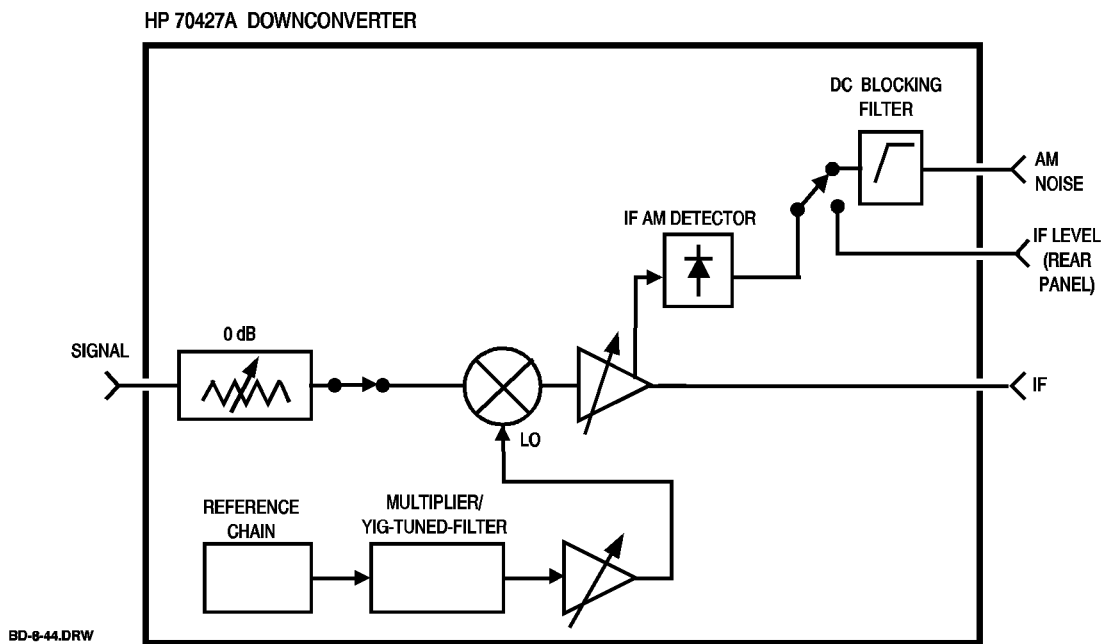 HP 70427A DOWNCONVERTER
DC BLOCKING
FILTER
AM
NOISE
IF AM DETECTOR
IF LEVEL
(REAR
PANEL)
0 dB
SIGNAL
IF
LO
REFERENCE
CHAIN
MULTIPLIER/
YIG-TUNED-FILTER
BD-8-44.DRW